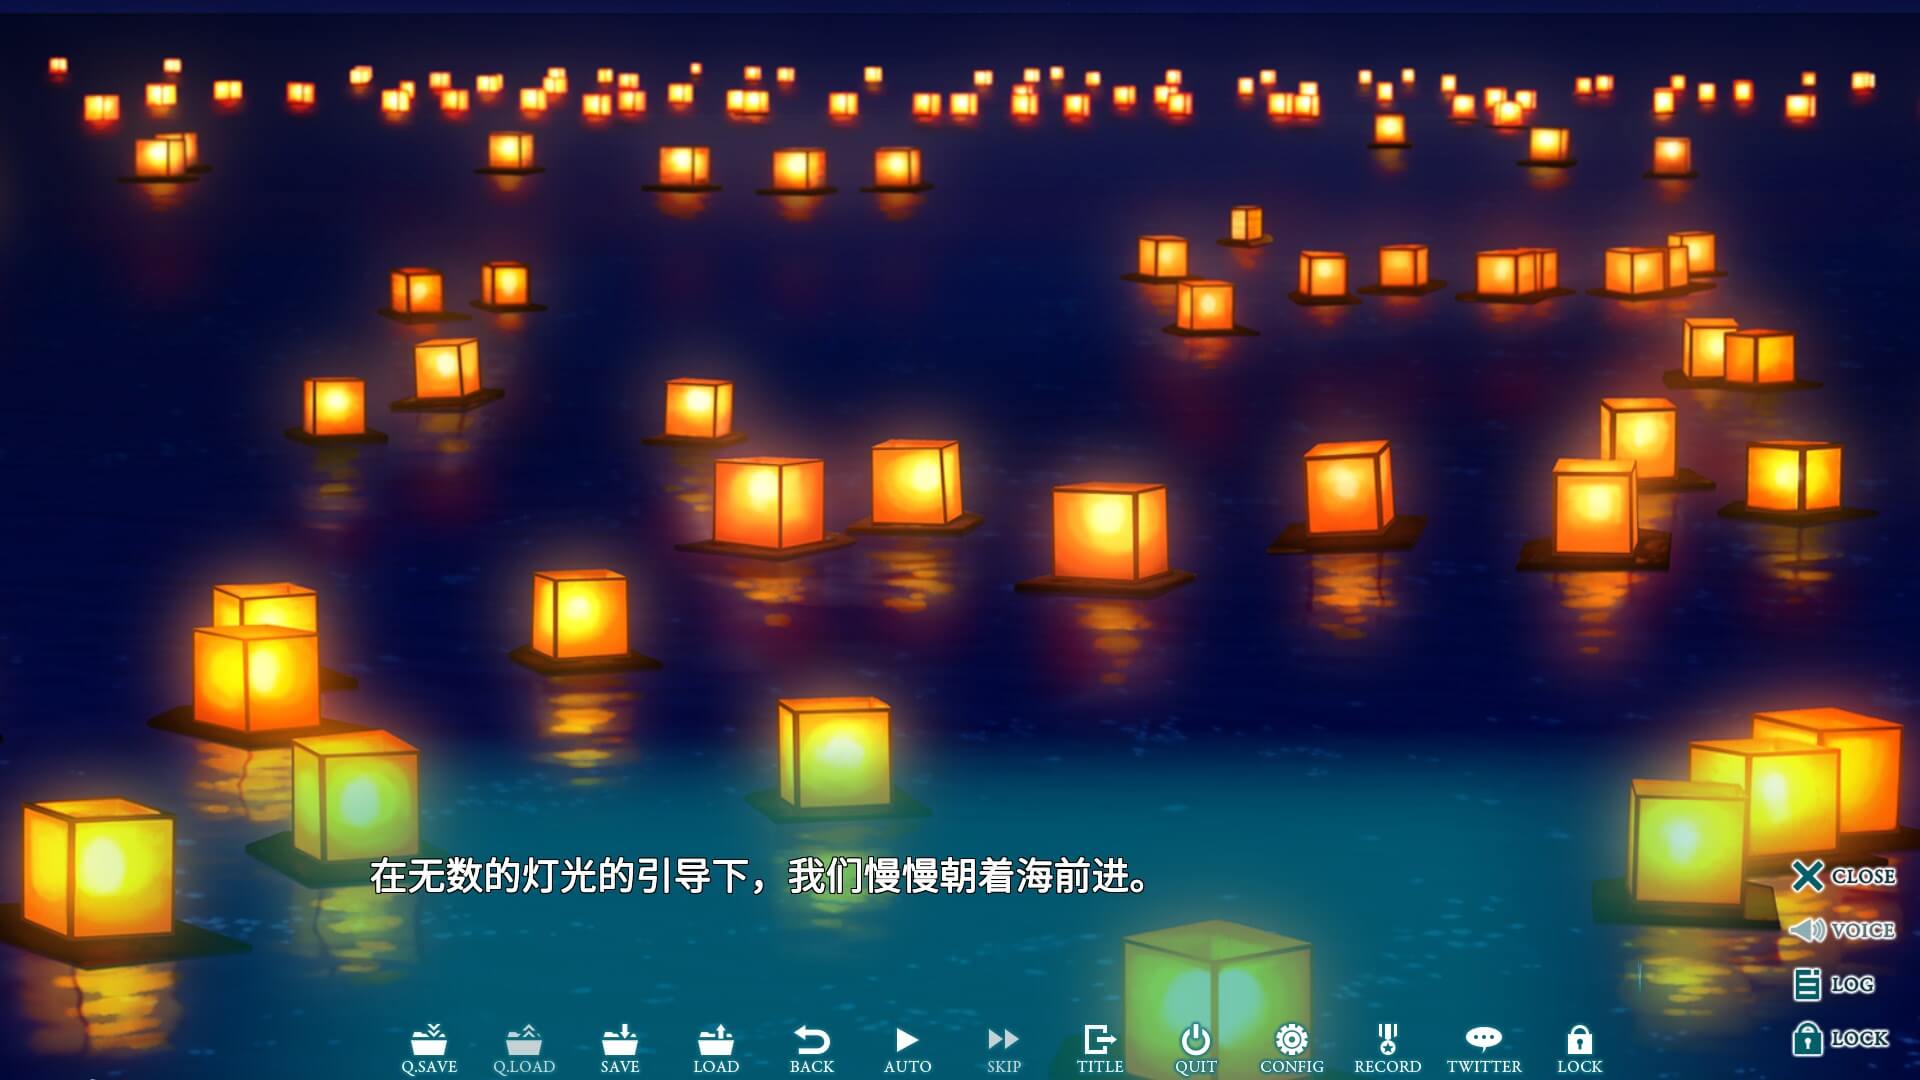 在无数的灯光的引导下，我们慢慢朝着海前进。
CLOSE
VOICE
LOG
LOCK
Q.SAVE Q.LOAD SAVE LOAD BACK AUTO SKIP TITLE QUIT CONFIG RECORD TWITTER LOCK